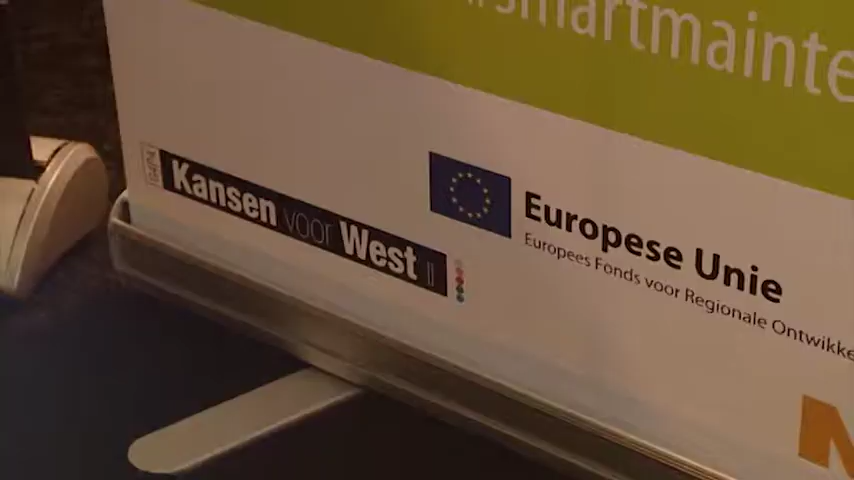 #smartmainte
Kansen voor West II
Europese Unie
Europees Fonds voor Regionale Ontwikke